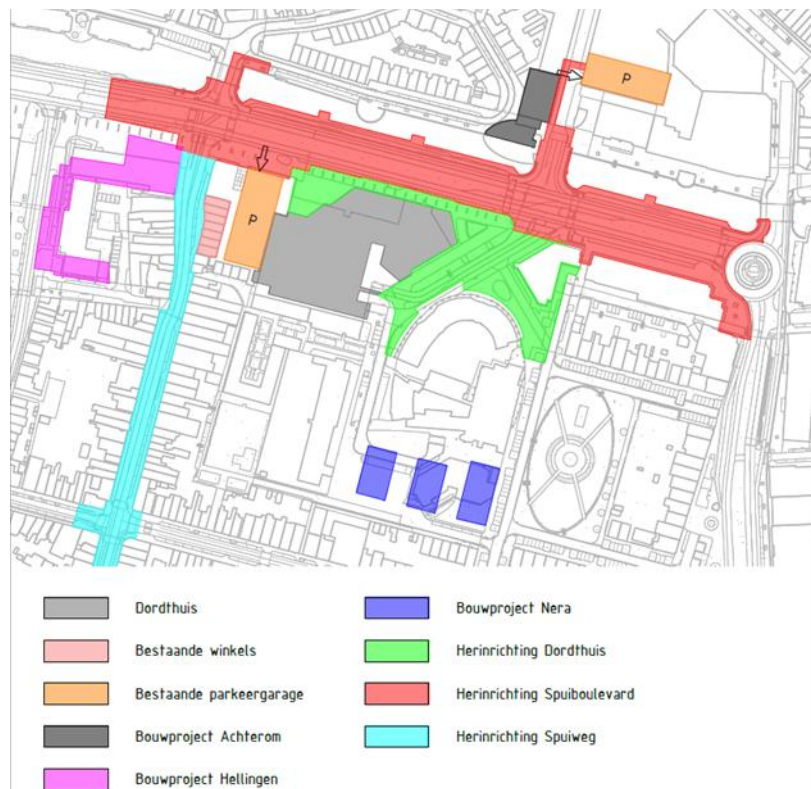 P
P
Dordthuis
Bouwproject Nera
Bestaande winkels
Herinrichting Dordthuis
Bestaande parkeergarage
Herinrichting Spuiboulevard
Bouwproject Achterom
Herinrichting Spuiweg
Bouwproject Hellingen